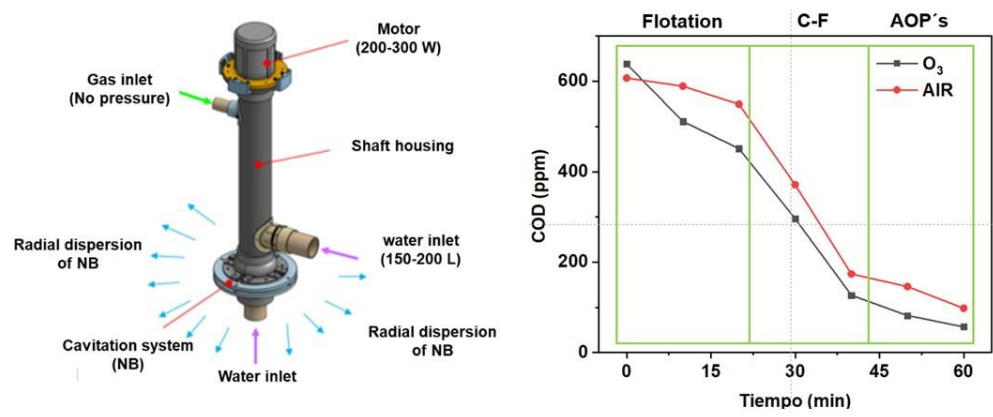 Motor
(200-300 W)
Gas inlet
(No pressure)
Shaft housing
Radial dispersion
of NB
water inlet
(150-200 L)
Radial dispersion
of NB
Cavitation system
(NB)
Water inlet
Flotation
C-F
AOP´s
O3
AIR
COD (ppm)
600
400
200
0
0
15
30
45
60
Tiempo (min)